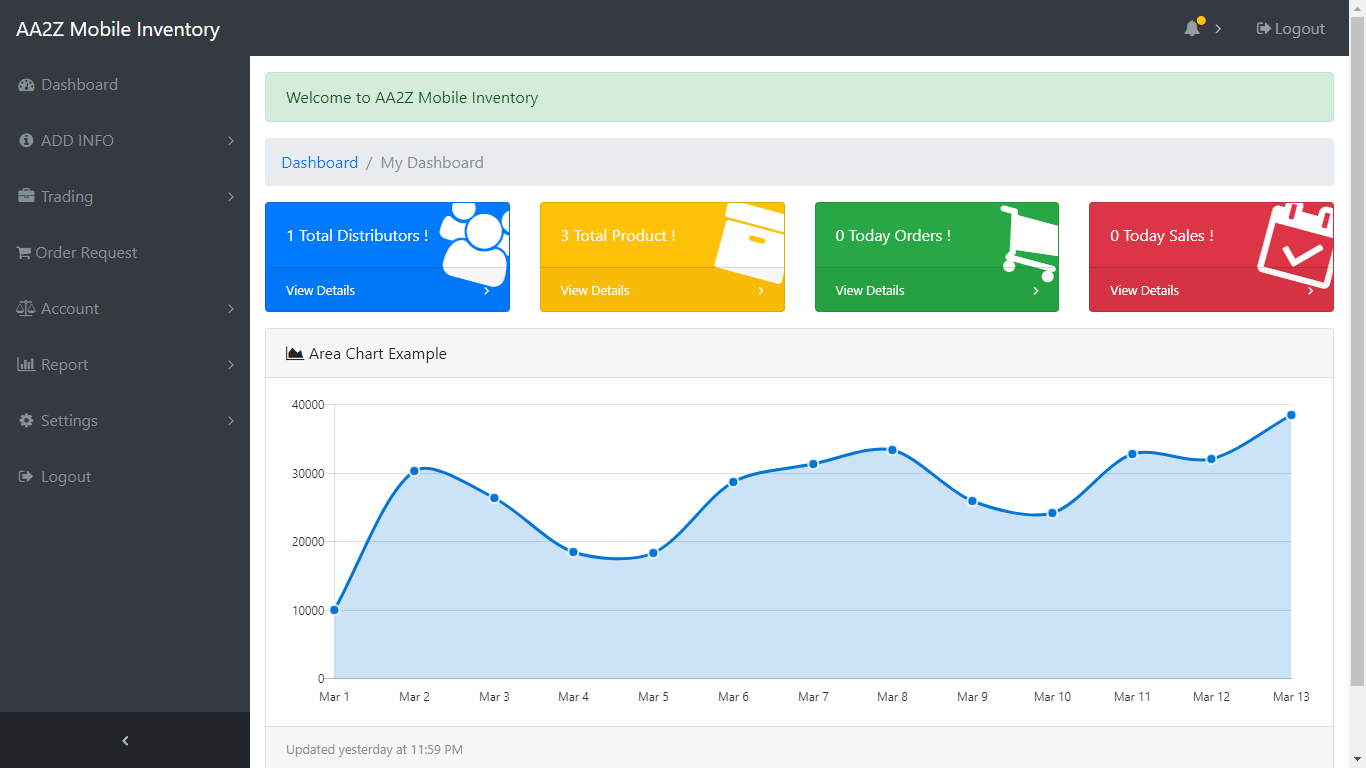 AA2Z Mobile Inventory
Logout
Dashboard
ADD INFO
Trading
Order Request
Account
Report
Settings
Logout
Welcome to AA2Z Mobile Inventory
Dashboard / My Dashboard
1 Total Distributors !
View Details
3 Total Product !
View Details
0 Today Orders !
View Details
0 Today Sales !
View Details
Area Chart Example
40000
30000
20000
10000
0
Mar 1 Mar 2 Mar 3 Mar 4 Mar 5 Mar 6 Mar 7 Mar 8 Mar 9 Mar 10 Mar 11 Mar 12 Mar 13
Updated yesterday at 11:59 PM